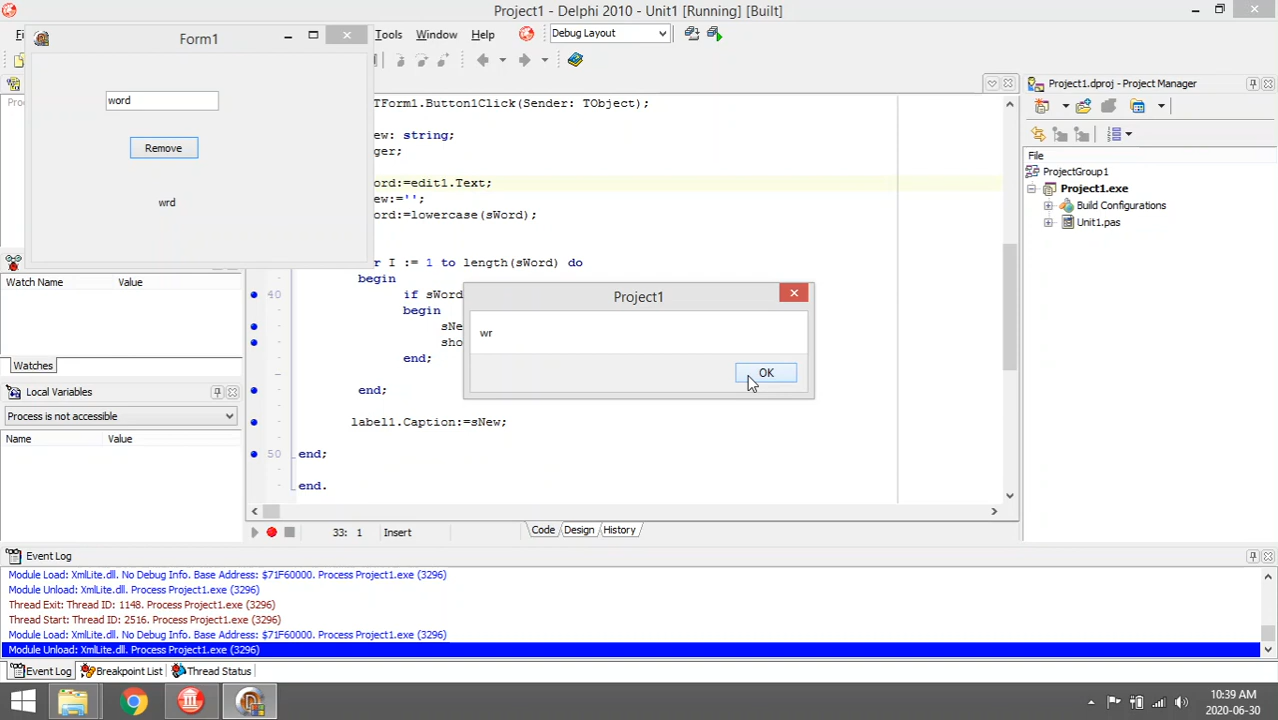 Project1 - Delphi 2010 - Unit1 [Running] [Built]
Tools Window Help Debug Layout
Form1
word
Remove
wrd
TForm1.Button1Click(Sender: TObject);
ew: string;
ger;
ord:=edit1.Text;
ew:='';
ord:=lowercase(sWord);
r I := 1 to length(sWord) do
begin
40 if sWord
begin
sNe
sho
end;
end;
label1.Caption:=sNew;
50 end;
end.
Project1
wr
OK
Watch Name Value
Watches
Local Variables
Process is not accessible
Name Value
33: 1 Insert Code Design History
Project1.dproj - Project Manager
File
ProjectGroup1
Project1.exe
Build Configurations
Unit1.pas
Event Log
Module Load: XmlLite.dll. No Debug Info. Base Address: $71F60000. Process Project1.exe (3296)
Module Unload: XmlLite.dll. Process Project1.exe (3296)
Thread Exit: Thread ID: 1148. Process Project1.exe (3296)
Thread Start: Thread ID: 2516. Process Project1.exe (3296)
Module Load: XmlLite.dll. No Debug Info. Base Address: $71F60000. Process Project1.exe (3296)
Module Unload: XmlLite.dll. Process Project1.exe (3296)
Event Log Breakpoint List Thread Status
10:39 AM
2020-06-30